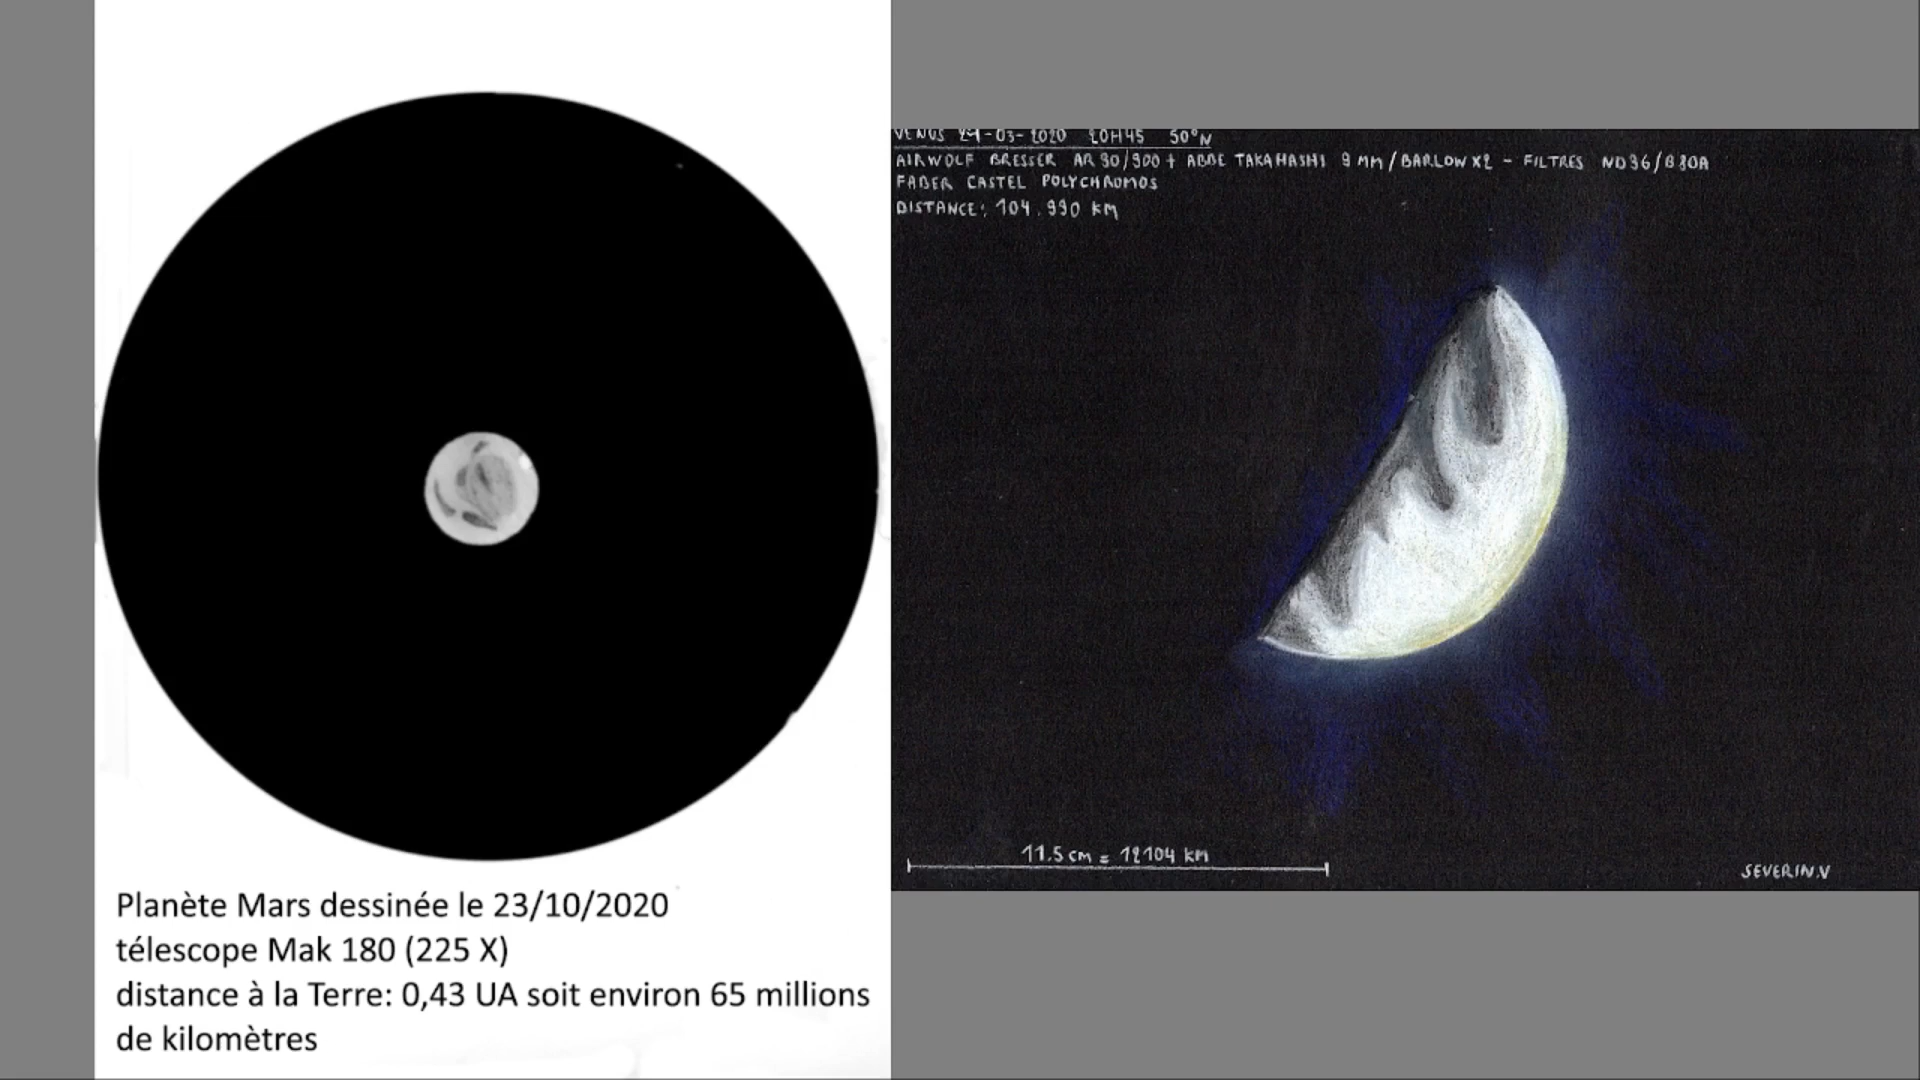 Planète Mars dessinée le 23/10/2020
télescope Mak 180 (225 X)
distance à la Terre: 0,43 UA soit environ 65 millions
de kilomètres
VENUS 24-03-2020 20H45 50°N
AIRWOLF BRESSER AR 90/900 + ABBE TAKAHASHI 9 MM / BARLOW X2 - FILTRES ND96/B80A
FABER CASTEL POLYCHROMOS
DISTANCE: 104.990 KM
11.5 CM = 12104 KM
SEVERIN.V